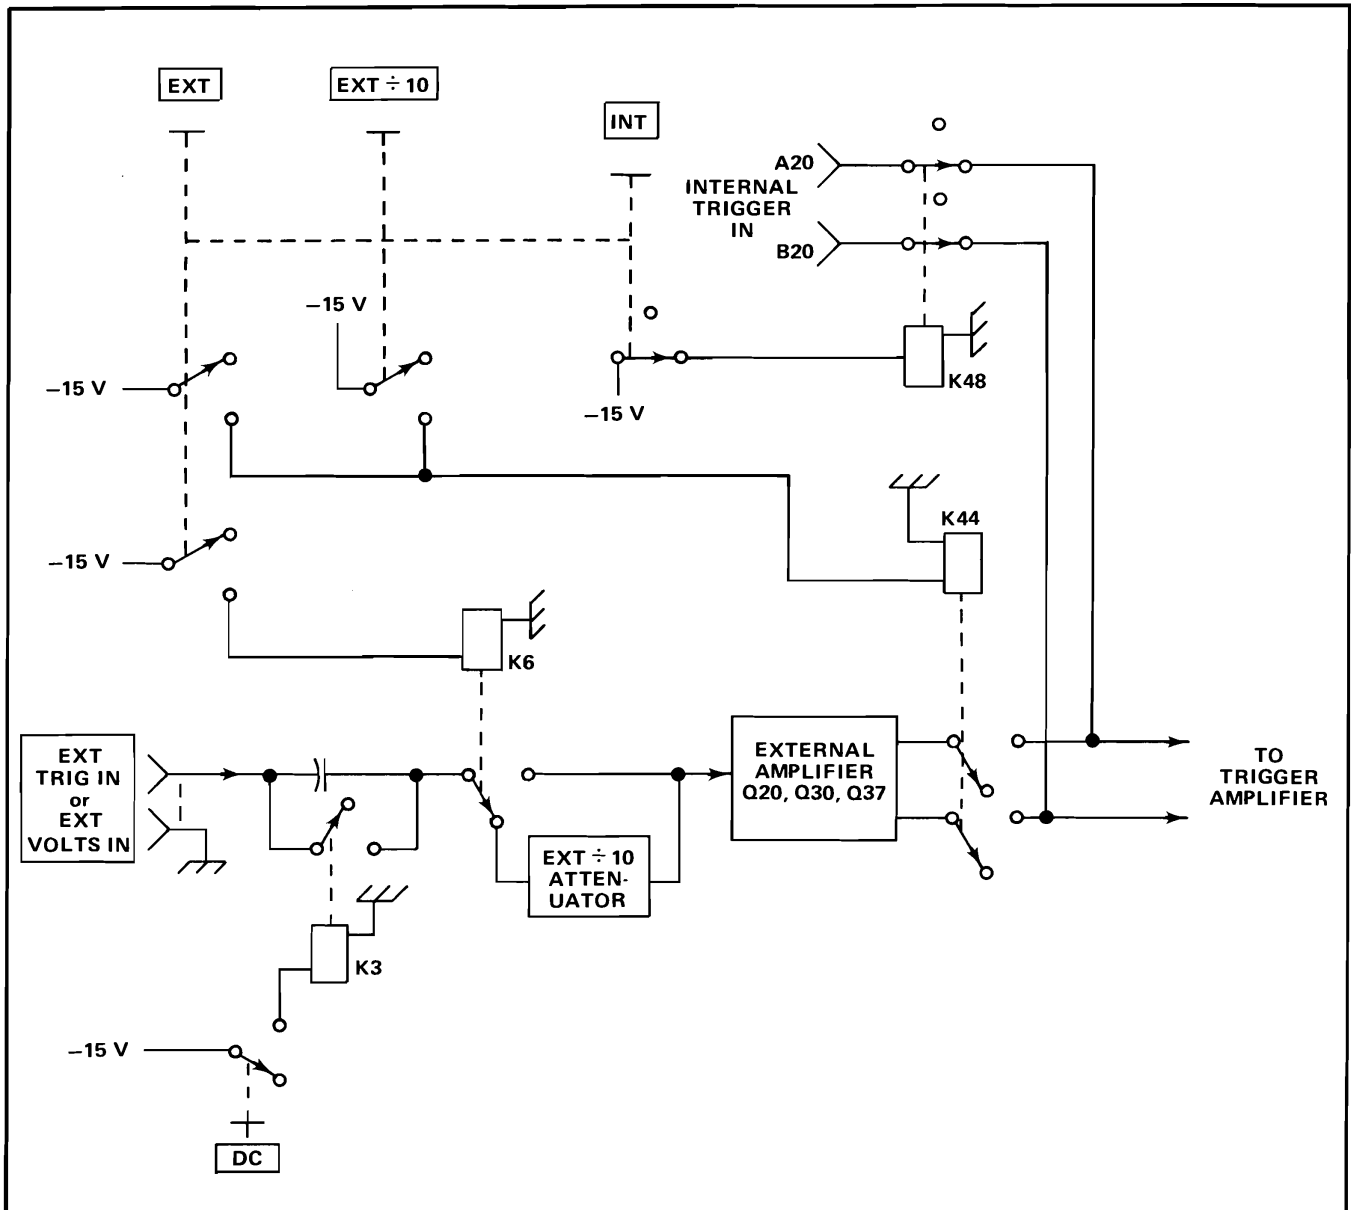 EXT
EXT ÷ 10
INT
A20
INTERNAL
TRIGGER
IN
B20
−15 V
−15 V
−15 V
K48
K44
−15 V
K6
EXT
TRIG IN
or
EXT
VOLTS IN
EXTERNAL
AMPLIFIER
Q20, Q30, Q37
TO
TRIGGER
AMPLIFIER
EXT ÷ 10
ATTEN-
UATOR
K3
−15 V
DC